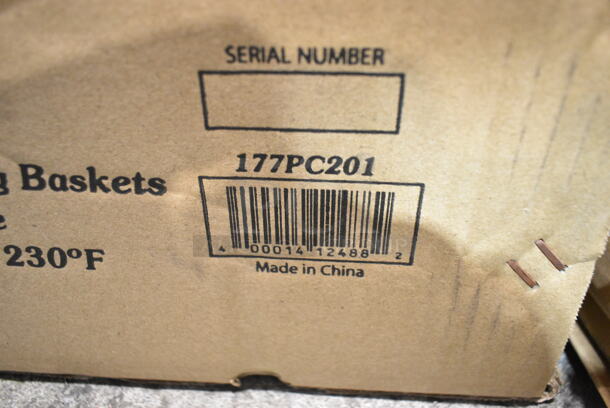 SERIAL NUMBER
177PC201
Baskets
230°F
4 00014 12488 2
Made in China